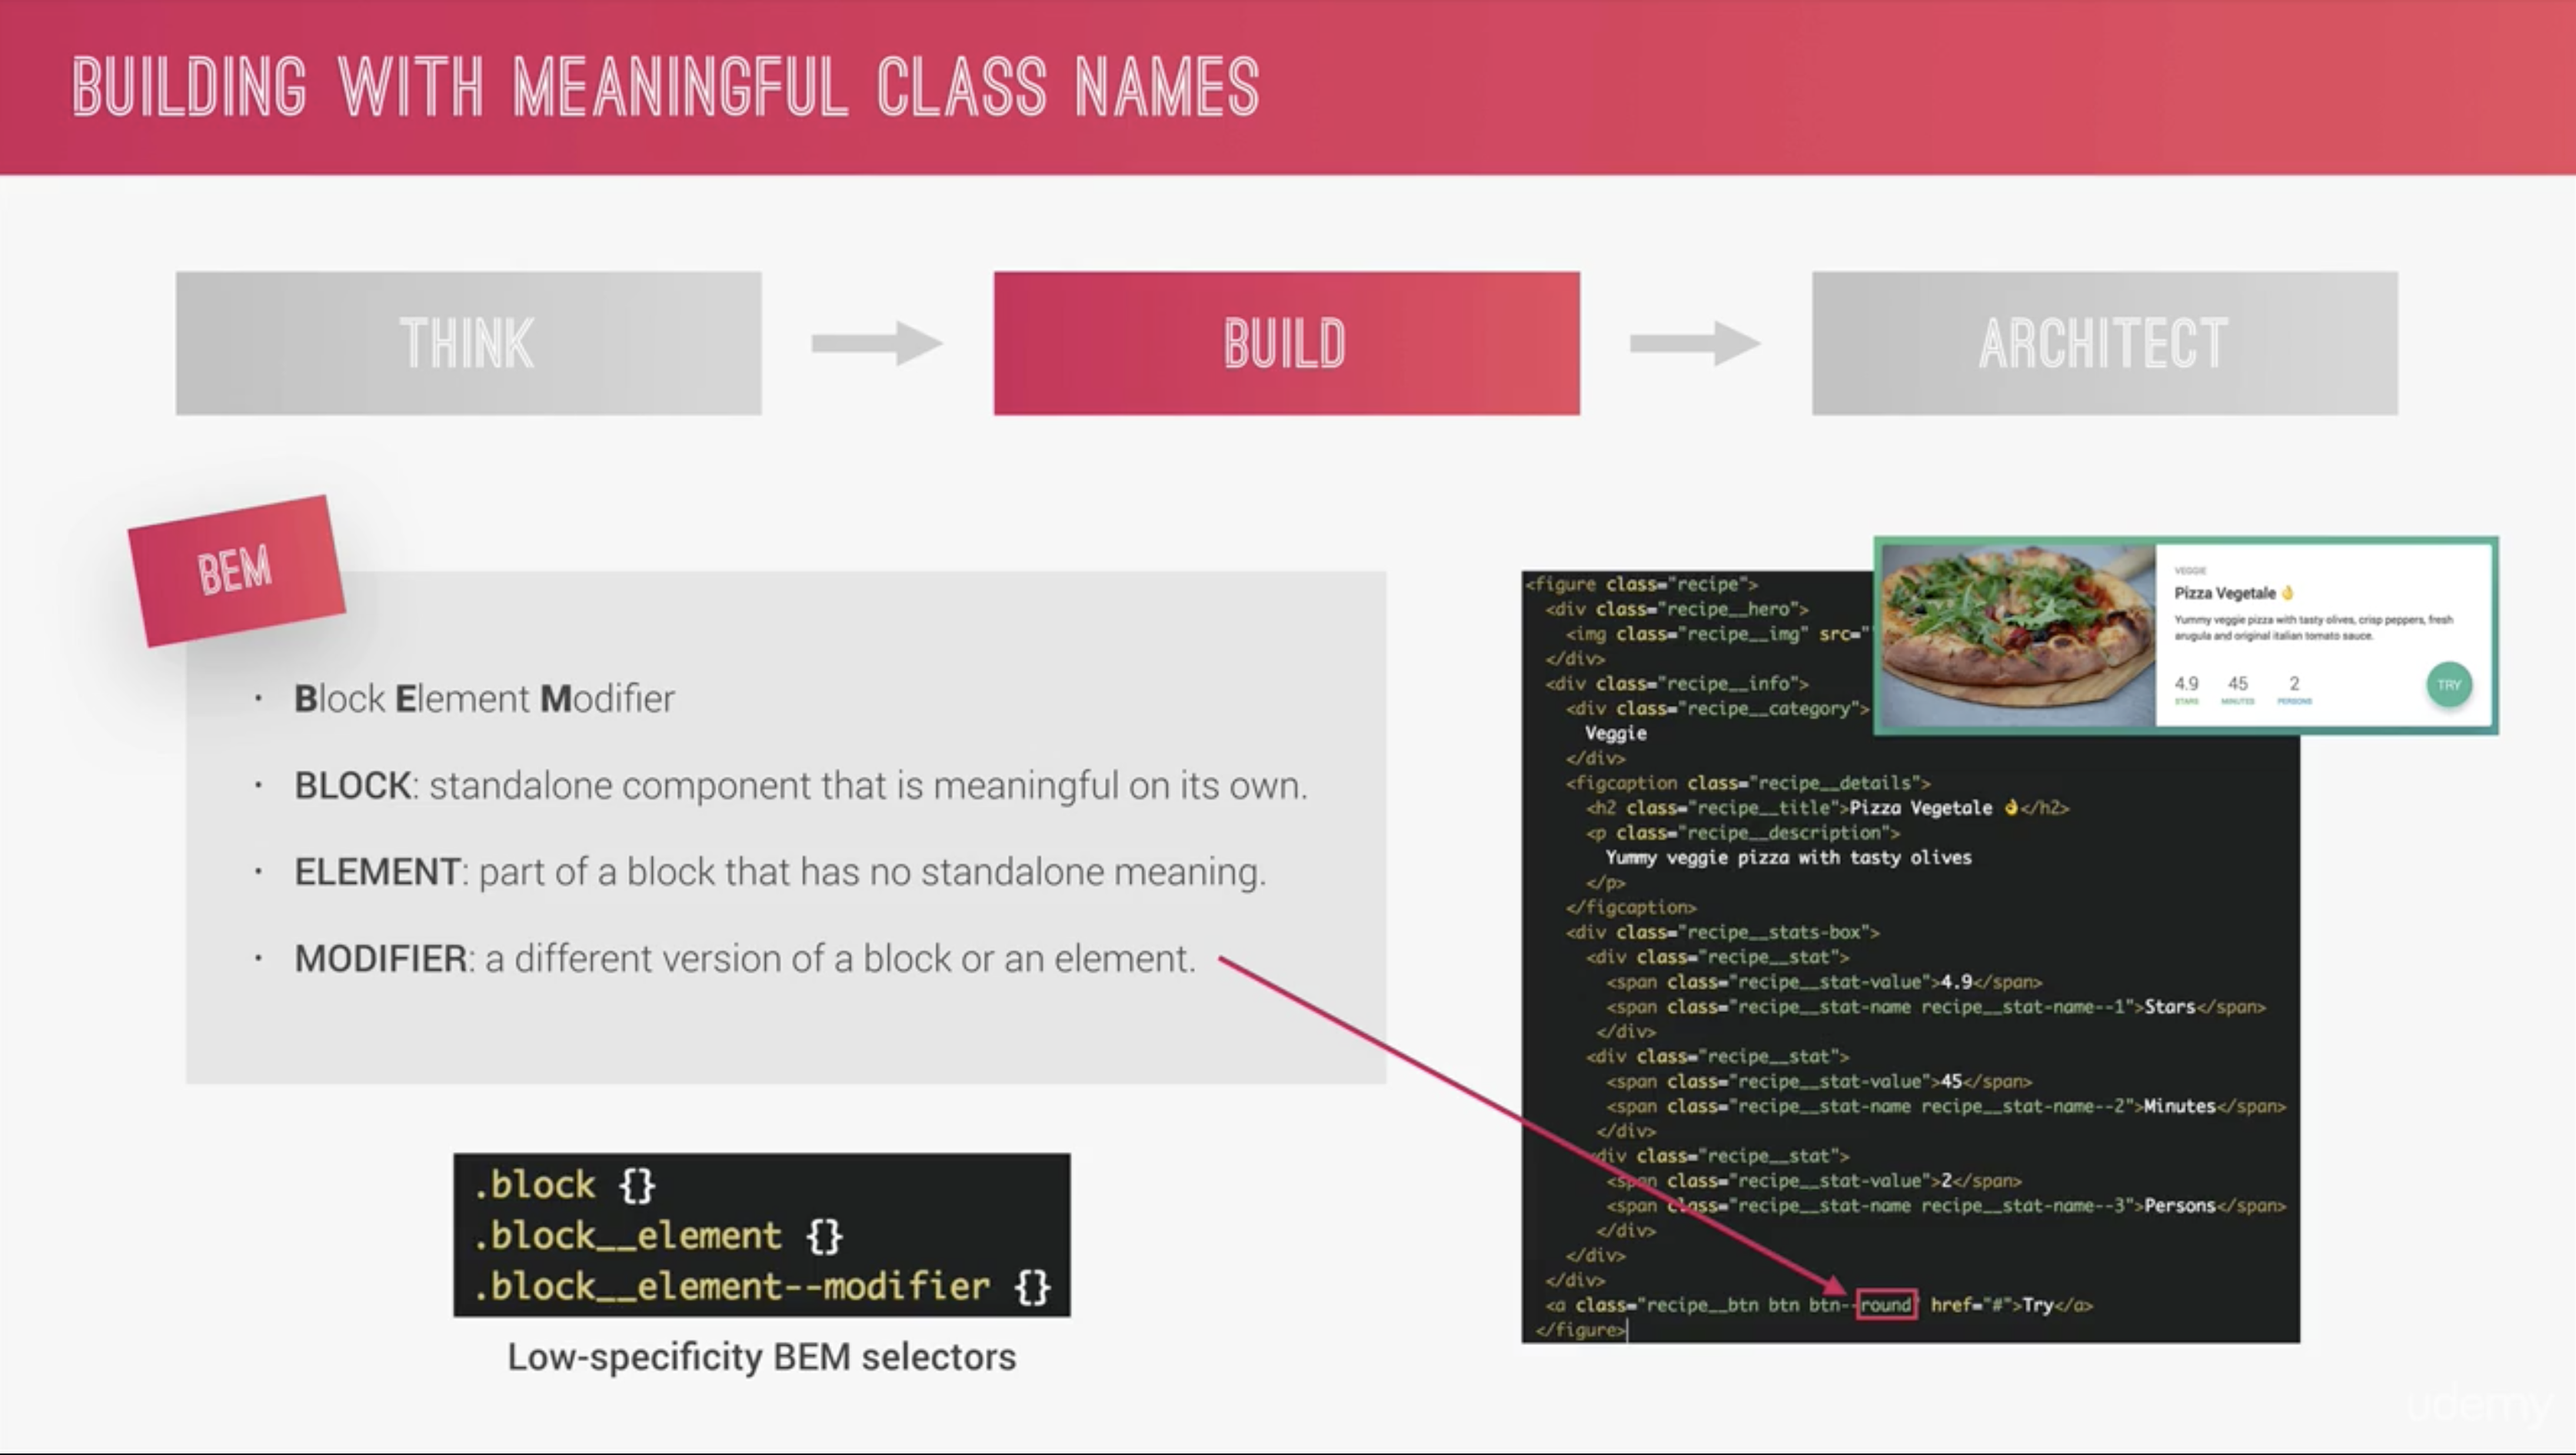 BUILDING WITH MEANINGFUL CLASS NAMES
THINK
BUILD
ARCHITECT
BEM
· Block Element Modifier
· BLOCK: standalone component that is meaningful on its own.
· ELEMENT: part of a block that has no standalone meaning.
· MODIFIER: a different version of a block or an element.
.block {}
.block__element {}
.block__element--modifier {}
Low-specificity BEM selectors
<figure class="recipe">
<div class="recipe__hero">
<img class="recipe__img" src="
</div>
<div class="recipe__info">
<div class="recipe__category">
Veggie
</div>
<figcaption class="recipe__details">
<h2 class="recipe__title">Pizza Vegetale 👌</h2>
<p class="recipe__description">
Yummy veggie pizza with tasty olives
</p>
</figcaption>
<div class="recipe__stats-box">
<div class="recipe__stat">
<span class="recipe__stat-value">4.9</span>
<span class="recipe__stat-name recipe__stat-name--1">Stars</span>
</div>
<div class="recipe__stat">
<span class="recipe__stat-value">45</span>
<span class="recipe__stat-name recipe__stat-name--2">Minutes</span>
</div>
<div class="recipe__stat">
<span class="recipe__stat-value">2</span>
<span class="recipe__stat-name recipe__stat-name--3">Persons</span>
</div>
</div>
</div>
<a class="recipe__btn btn btn--round" href="#">Try</a>
</figure>
VEGGIE
Pizza Vegetale 👌
Yummy veggie pizza with tasty olives, crisp peppers, fresh
arugula and original italian tomato sauce.
4.9 45 2
STARS MINUTES PERSONS
TRY
udemy